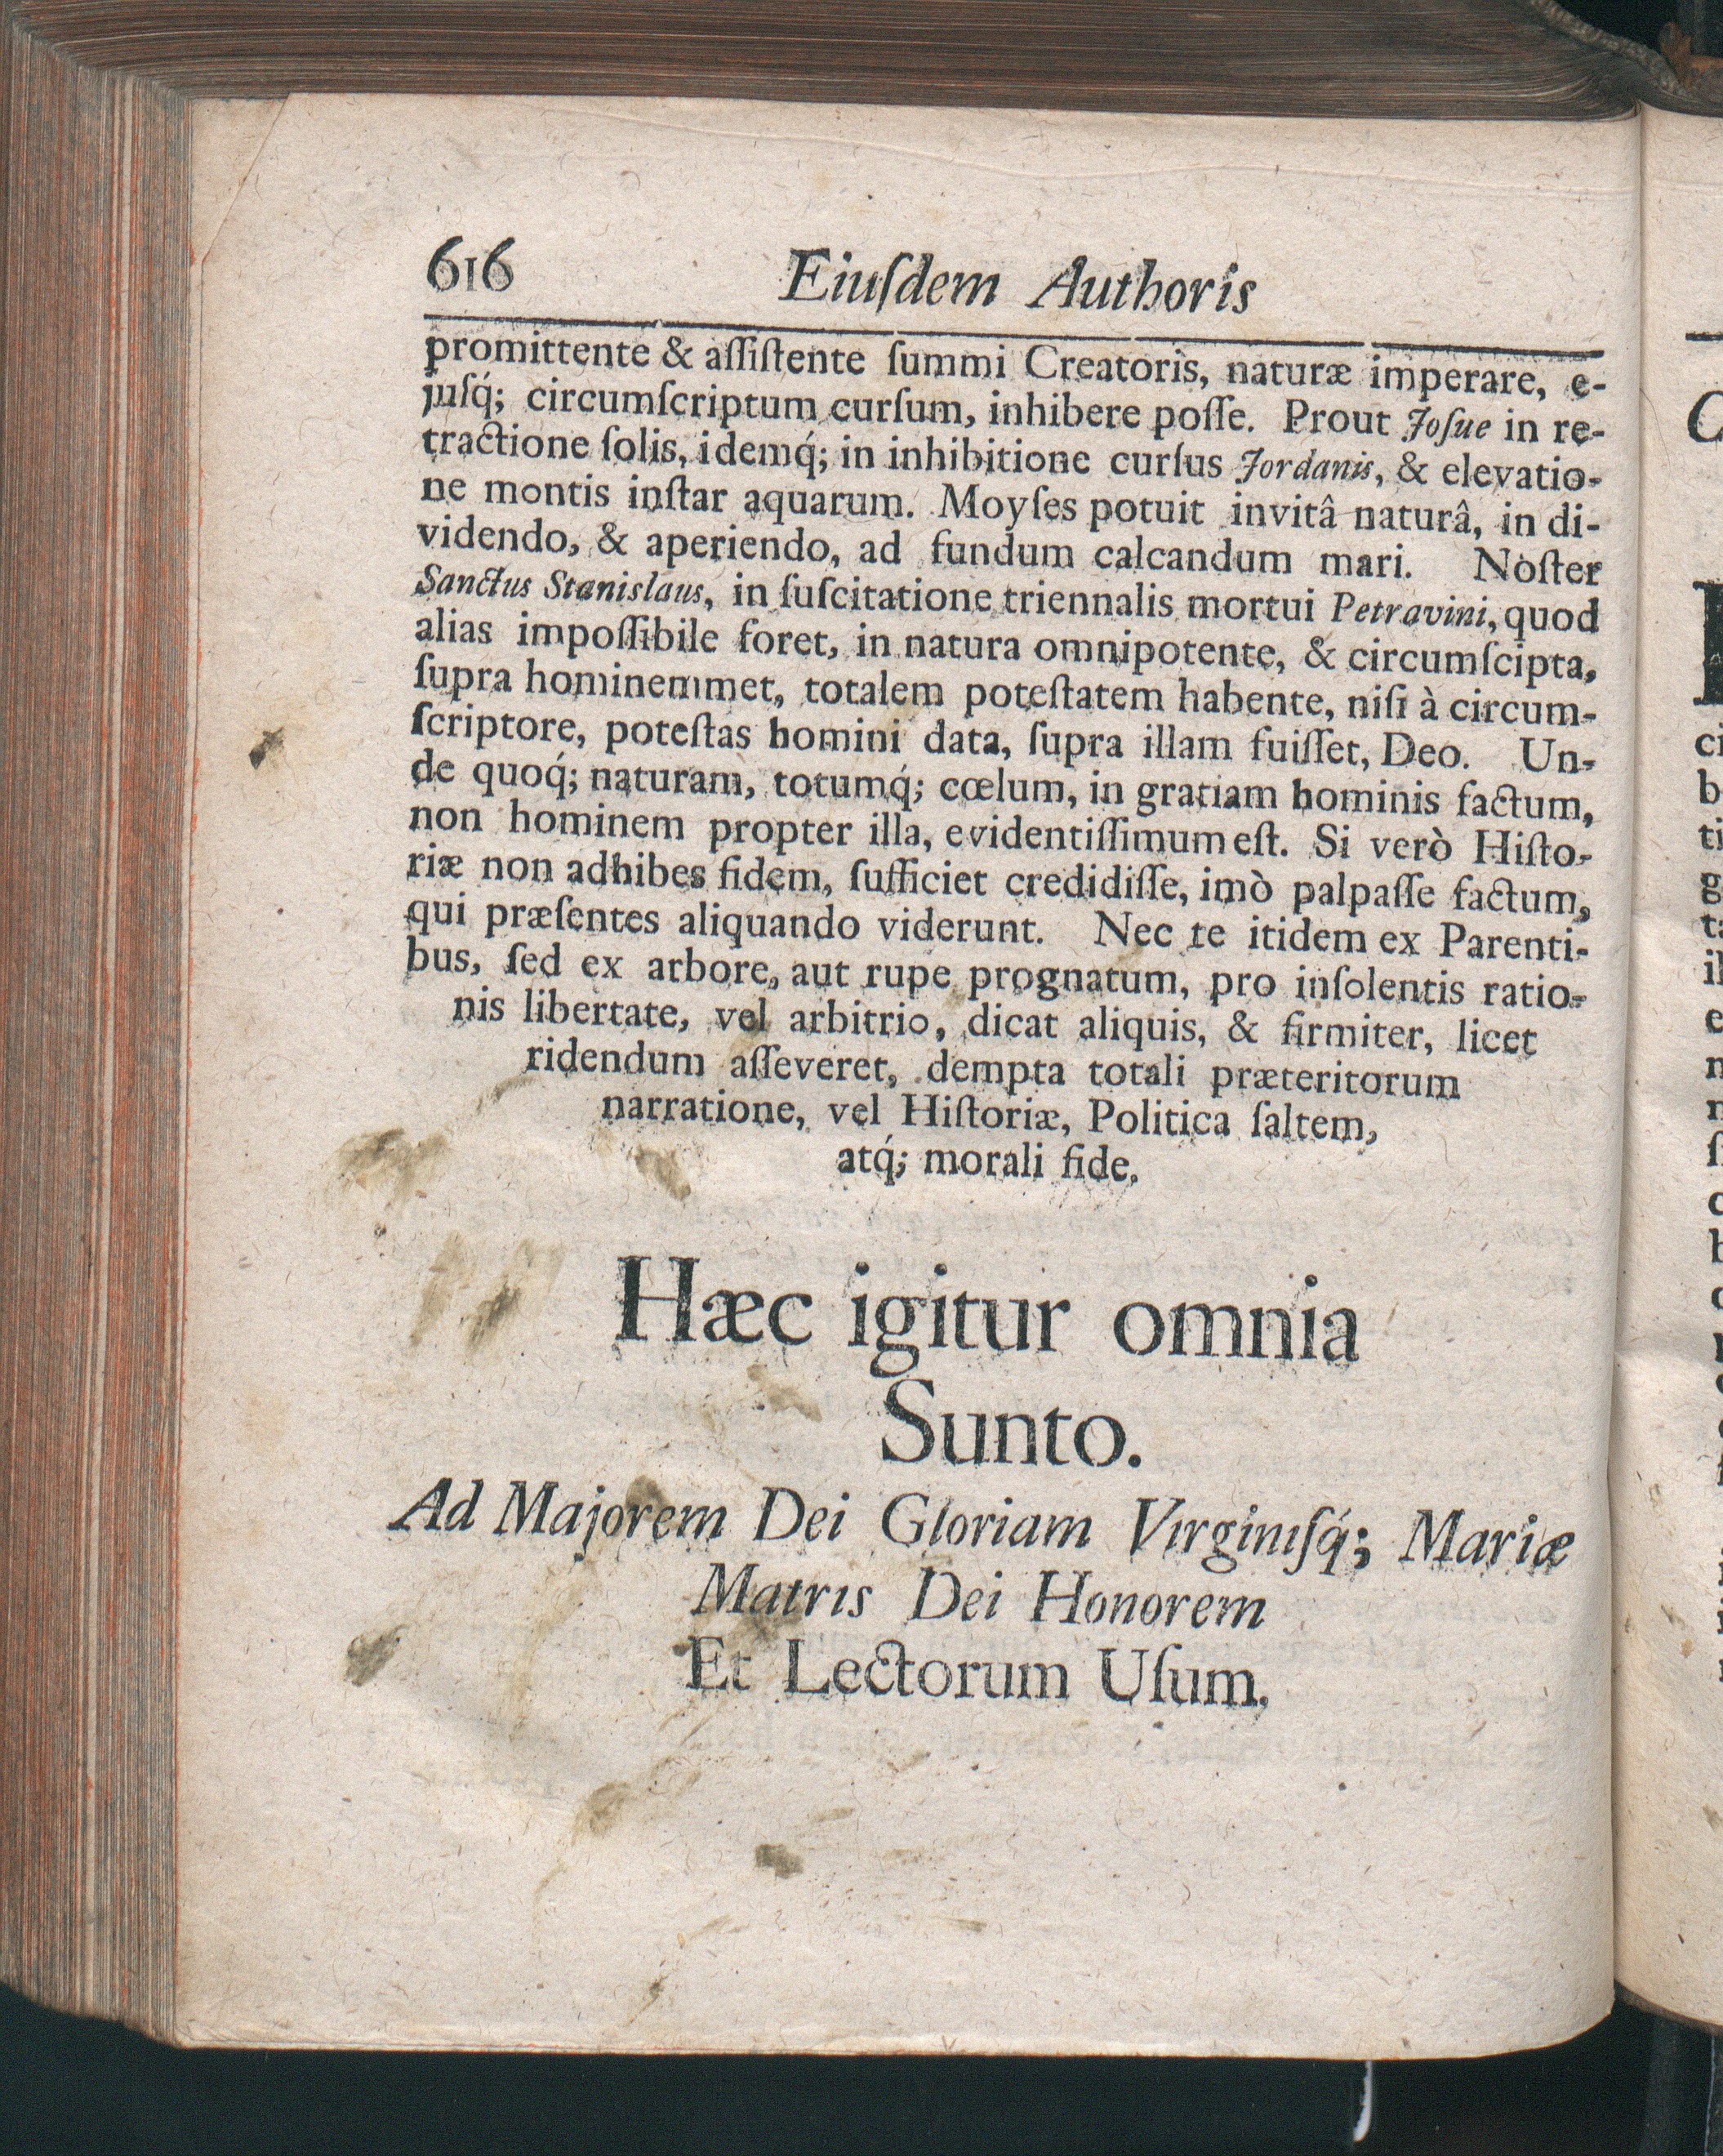 616 Eiuſdem Authoris
promittente & aſſiſtente ſummi Creatoris, naturæ imperare, e-
juſq́; circumſcriptum curſum, inhibere poſſe. Prout Joſue in re-
tractione ſolis, idemq́; in inhibitione curſus Jordanis, & elevatio-
ne montis inſtar aquarum. Moyſes potuit invitâ naturâ, in di-
videndo, & aperiendo, ad fundum calcandum mari. Noſter
Sanctus Stanislaus, in ſuſcitatione triennalis mortui Petravini, quod
alias impoſſibile foret, in natura omnipotente, & circumſcipta,
ſupra hominemmet, totalem poteſtatem habente, niſi à circum-
ſcriptore, poteſtas homini data, ſupra illam fuiſſet, Deo. Un-
de quoq́; naturam, totumq́; cœlum, in gratiam hominis factum,
non hominem propter illa, evidentiſſimum eſt. Si verò Hiſto-
riæ non adhibes fidem, ſufficiet credidiſſe, imò palpaſſe factum,
qui præſentes aliquando viderunt. Nec te itidem ex Parenti-
bus, ſed ex arbore, aut rupe prognatum, pro inſolentis ratio-
nis libertate, vel arbitrio, dicat aliquis, & firmiter, licet
ridendum aſſeveret, dempta totali præteritorum
narratione, vel Hiſtoriæ, Politica ſaltem,
atq́; morali fide.
Hæc igitur omnia
Sunto.
Ad Majorem Dei Gloriam Virginiſq́; Mariæ
Matris Dei Honorem
Et Lectorum Uſum.